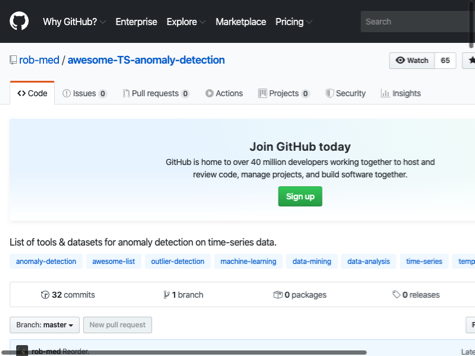 Why GitHub? Enterprise Explore Marketplace Pricing Search
rob-med / awesome-TS-anomaly-detection Watch 65
Code Issues 0 Pull requests 0 Actions Projects 0 Security Insights
Join GitHub today
GitHub is home to over 40 million developers working together to host and
review code, manage projects, and build software together.
Sign up
List of tools & datasets for anomaly detection on time-series data.
anomaly-detection awesome-list outlier-detection machine-learning data-mining data-analysis time-series temp
32 commits 1 branch 0 packages 0 releases
Branch: master New pull request F
rob-med Reorder. Late